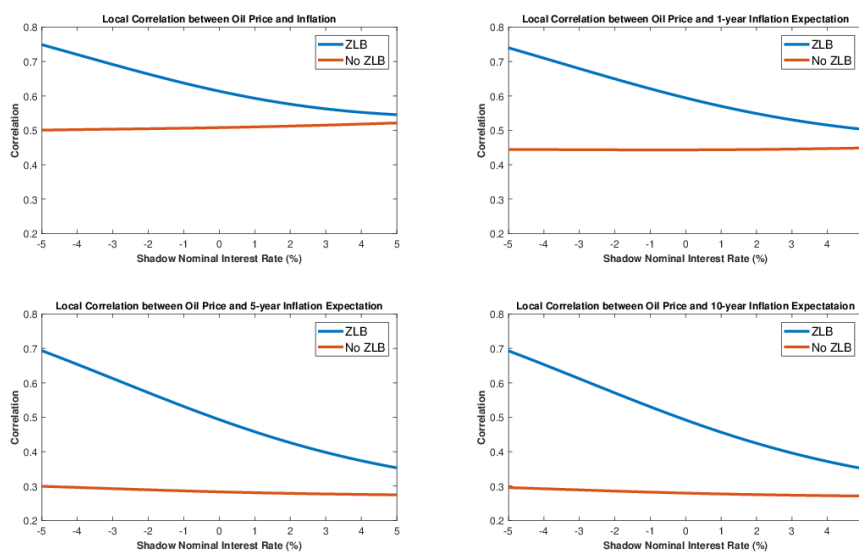 Local Correlation between Oil Price and Inflation
0.8
0.7
0.6
0.5
0.4
0.3
0.2
Correlation
ZLB
No ZLB
-5 -4 -3 -2 -1 0 1 2 3 4 5
Shadow Nominal Interest Rate (%)
Local Correlation between Oil Price and 1-year Inflation Expectation
0.8
0.7
0.6
0.5
0.4
0.3
0.2
Correlation
ZLB
No ZLB
-5 -4 -3 -2 -1 0 1 2 3 4
Shadow Nominal Interest Rate (%)
Local Correlation between Oil Price and 5-year Inflation Expectation
0.8
0.7
0.6
0.5
0.4
0.3
0.2
Correlation
ZLB
No ZLB
-5 -4 -3 -2 -1 0 1 2 3 4 5
Shadow Nominal Interest Rate (%)
Local Correlation between Oil Price and 10-year Inflation Expectataion
0.8
0.7
0.6
0.5
0.4
0.3
0.2
Correlation
ZLB
No ZLB
-5 -4 -3 -2 -1 0 1 2 3 4
Shadow Nominal Interest Rate (%)